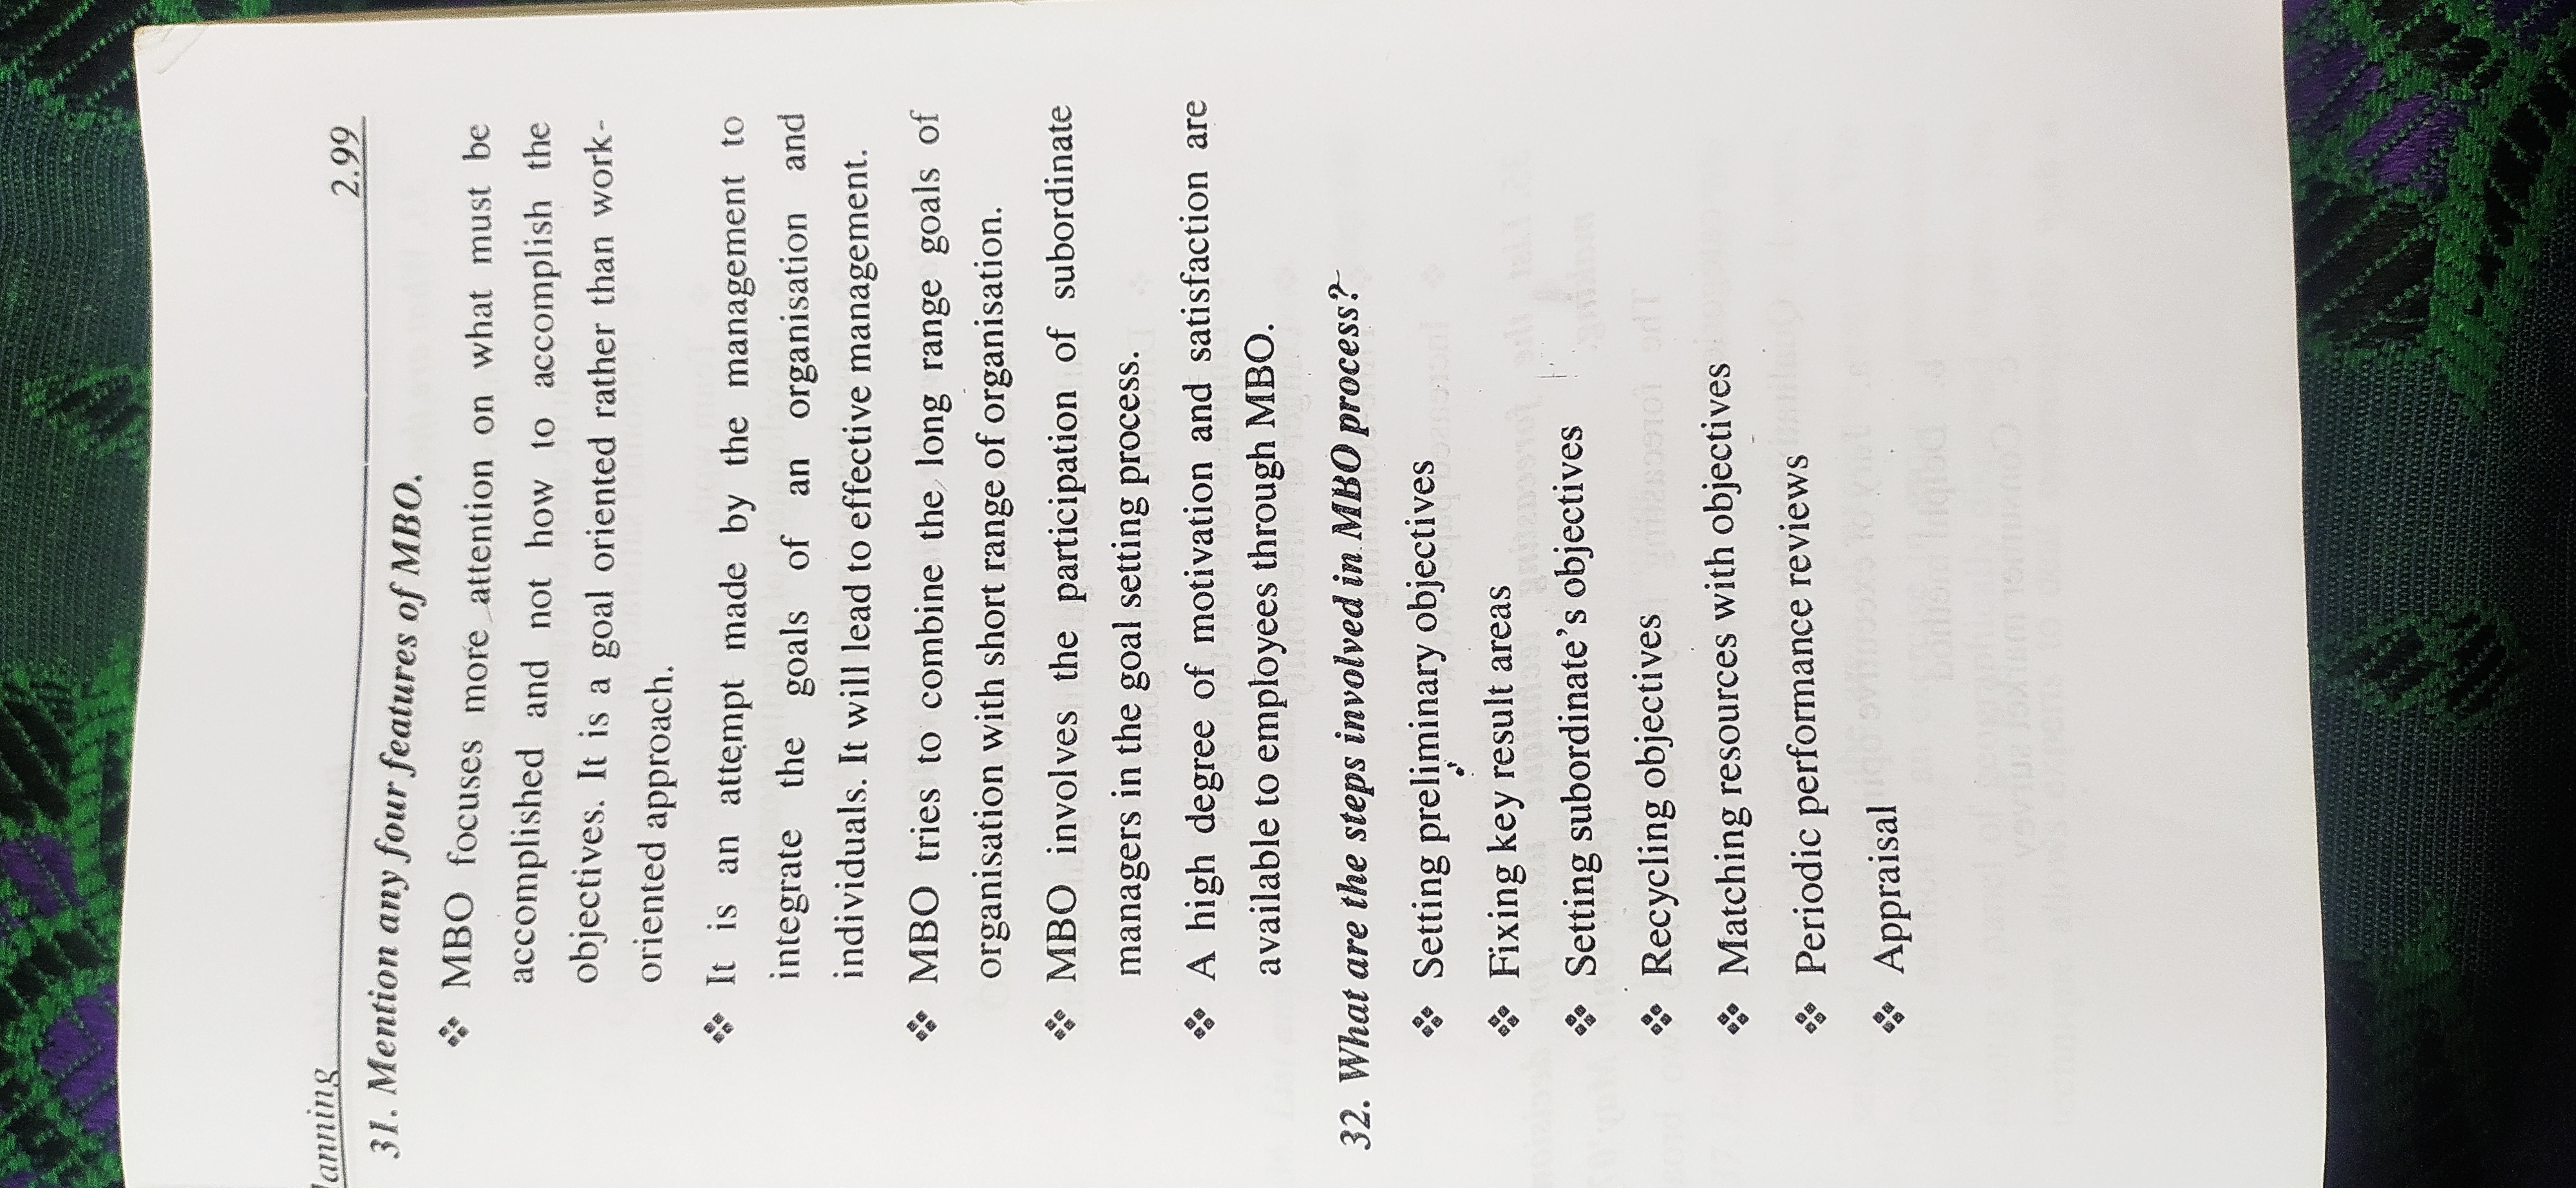 lanning 2.99
31. Mention any four features of MBO.
❖ MBO focuses more attention on what must be
accomplished and not how to accomplish the
objectives. It is a goal oriented rather than work-
oriented approach.
❖ It is an attempt made by the management to
integrate the goals of an organisation and
individuals. It will lead to effective management.
❖ MBO tries to combine the long range goals of
organisation with short range of organisation.
❖ MBO involves the participation of subordinate
managers in the goal setting process.
❖ A high degree of motivation and satisfaction are
available to employees through MBO.
32. What are the steps involved in MBO process?
❖ Setting preliminary objectives
❖ Fixing key result areas
❖ Setting subordinate's objectives
❖ Recycling objectives
❖ Matching resources with objectives
❖ Periodic performance reviews
❖ Appraisal